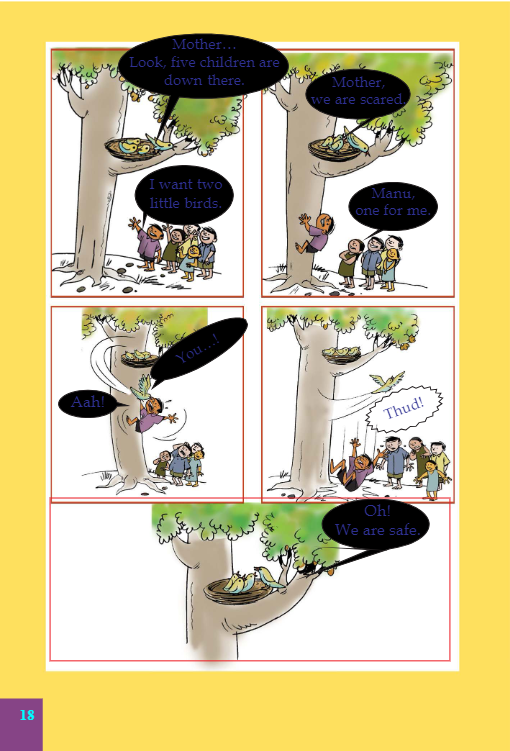 Mother…
Look, five children are
down there.
I want two
little birds.
Mother,
we are scared.
Manu,
one for me.
You...!
Aah!
Thud!
Oh!
We are safe.
18